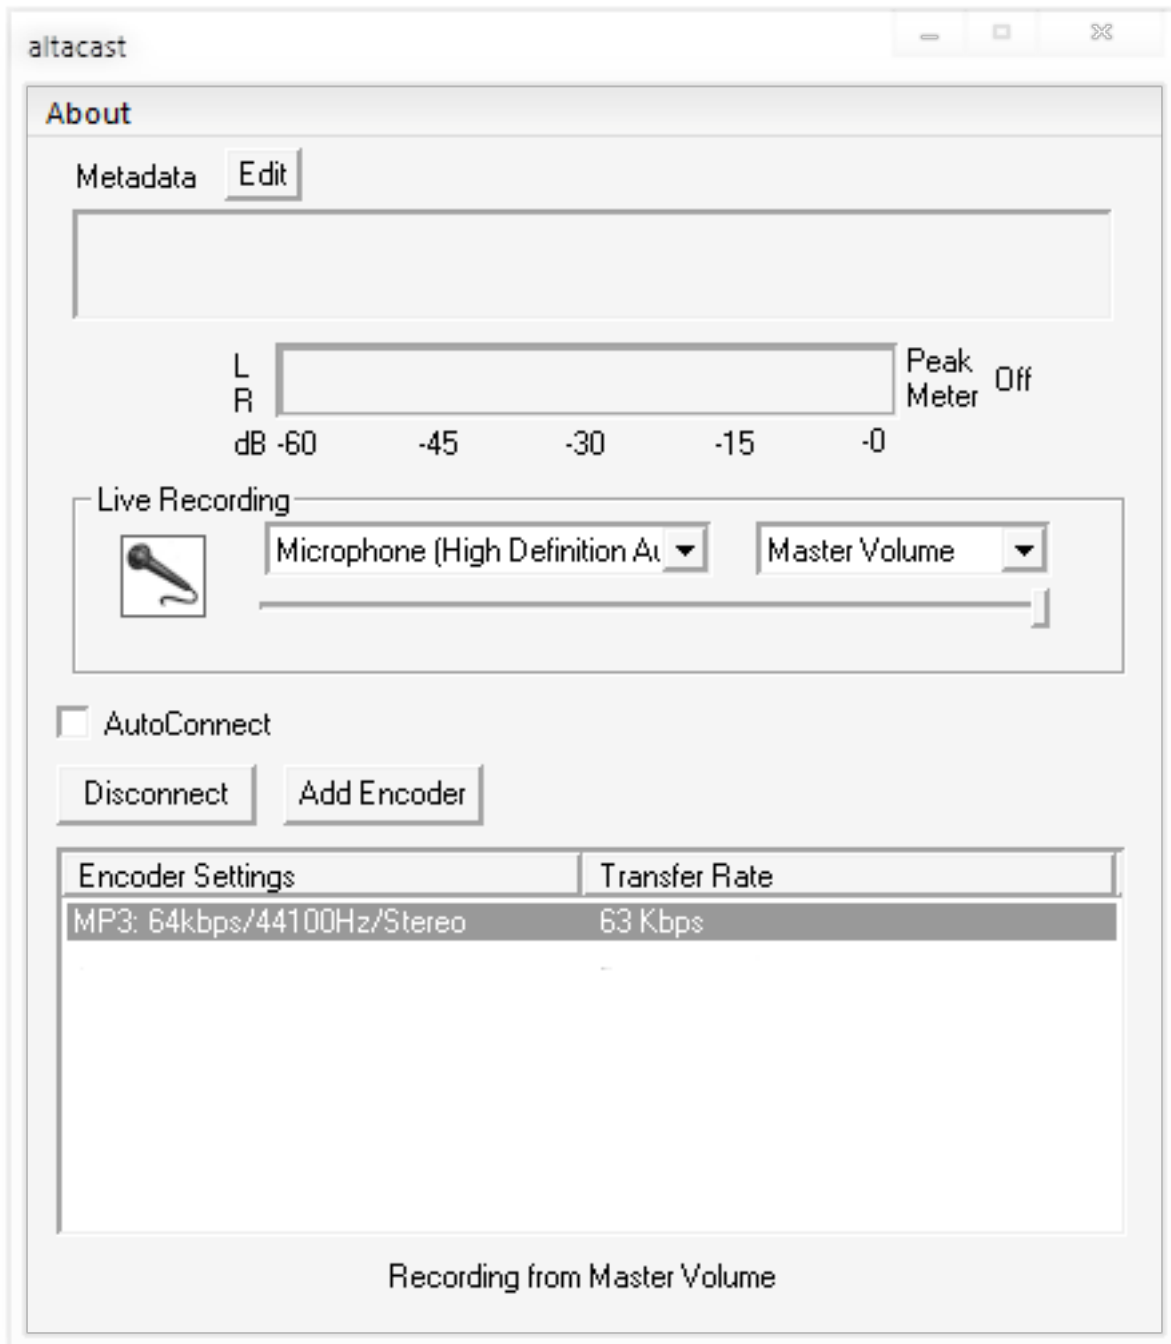 altacast
About
Metadata Edit
L
R
Peak
Meter
Off
dB -60 -45 -30 -15 -0
Live Recording
Microphone (High Definition Au
Master Volume
AutoConnect
Disconnect Add Encoder
Encoder Settings Transfer Rate
MP3: 64kbps/44100Hz/Stereo 63 Kbps
Recording from Master Volume